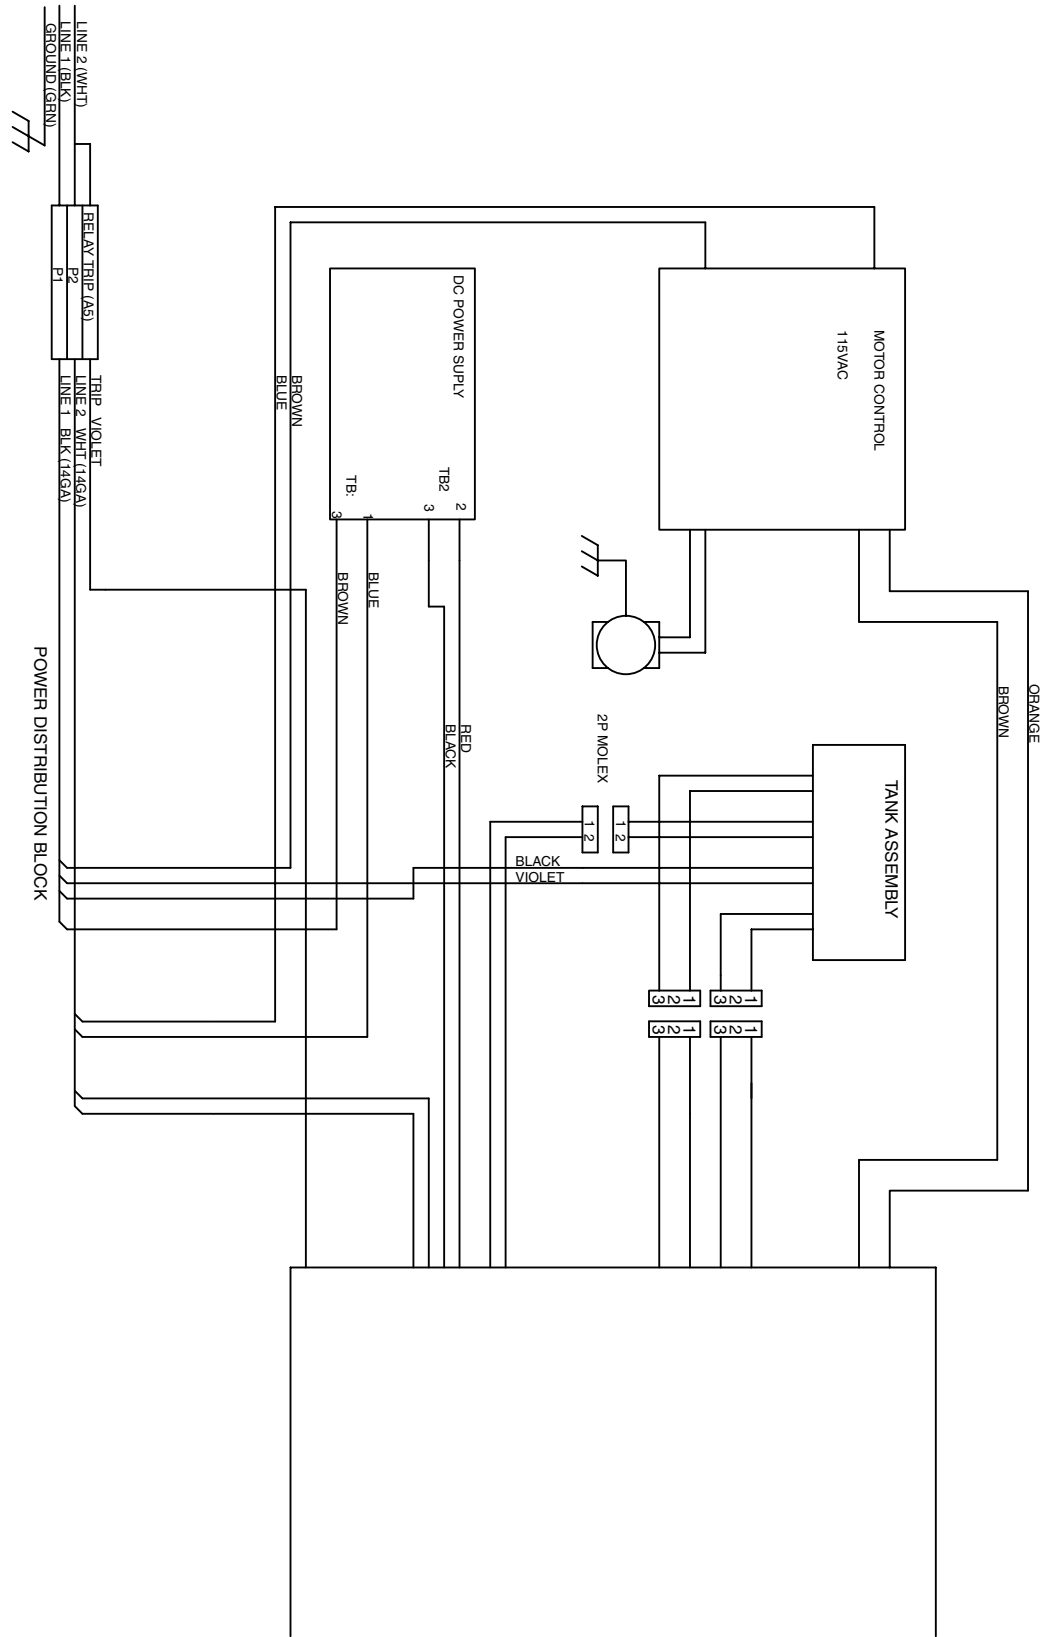 LINE 2 (WHT)
LINE 1 (BLK)
GROUND (GRN)
RELAY TRIP (A5)
P2
P1
TRIP VIOLET
LINE 2 WHT (14GA)
LINE 1 BLK (14GA)
POWER DISTRIBUTION BLOCK
BROWN
BLUE
DC POWER SUPLY
TB2
2
3
TB:
1
3
BLUE
BROWN
RED
BLACK
MOTOR CONTROL
115VAC
ORANGE
BROWN
2P MOLEX
1 2
1 2
TANK ASSEMBLY
BLACK
VIOLET
3 2 1
3 2 1
3 2 1
3 2 1